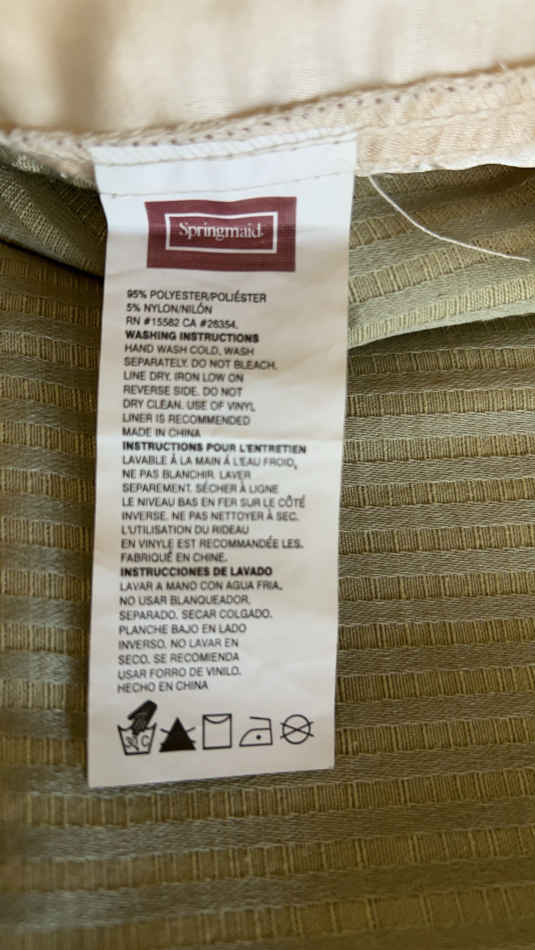 Springmaid.
95% POLYESTER/POLIÉSTER
5% NYLON/NILÓN
RN #15582 CA #28354.
WASHING INSTRUCTIONS
HAND WASH COLD, WASH
SEPARATELY. DO NOT BLEACH.
LINE DRY. IRON LOW ON
REVERSE SIDE. DO NOT
DRY CLEAN. USE OF VINYL
LINER IS RECOMMENDED
MADE IN CHINA
INSTRUCTIONS POUR L'ENTRETIEN
LAVABLE Á LA MAIN Á L'EAU FROID,
NE PAS BLANCHIR. LAVER
SEPAREMENT. SÉCHER À LIGNE
LE NIVEAU BAS EN FER SUR LE CÔTÉ
INVERSE. NE PAS NETTOYER À SEC.
L'UTILISATION DU RIDEAU
EN VINYLE EST RECOMMANDÉE LES.
FABRIQUÉ EN CHINE.
INSTRUCCIONES DE LAVADO
LAVAR A MANO CON AGUA FRIA.
NO USAR BLANQUEADOR.
SEPARADO. SECAR COLGADO.
PLANCHE BAJO EN LADO
INVERSO. NO LAVAR EN
SECO. SE RECOMIENDA
USAR FORRO DE VINILO.
HECHO EN CHINA